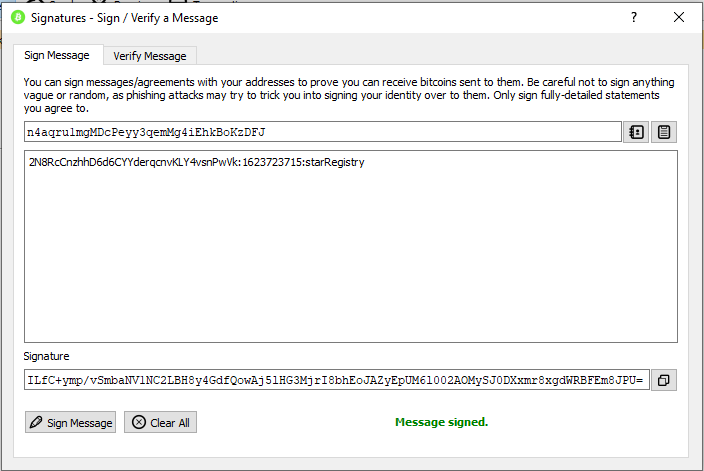 Signatures - Sign / Verify a Message
Sign Message
Verify Message
You can sign messages/agreements with your addresses to prove you can receive bitcoins sent to them. Be careful not to sign anything
vague or random, as phishing attacks may try to trick you into signing your identity over to them. Only sign fully-detailed statements
you agree to.
n4aqru1mgMDcPeyy3qemMg4iEhkBoKzDFJ
2N8RcCnzhhD6d6CYYderqcnvKLY4vsnPwVk:1623723715:starRegistry
Signature
ILfC+ymp/vSmbaNV1NC2LBH8y4GdfQowAj5lHG3MjrI8bhEoJAZyEpUM6l002AOMySJ0DXxmr8xgdWRBFEm8JPU=
Sign Message
Clear All
Message signed.